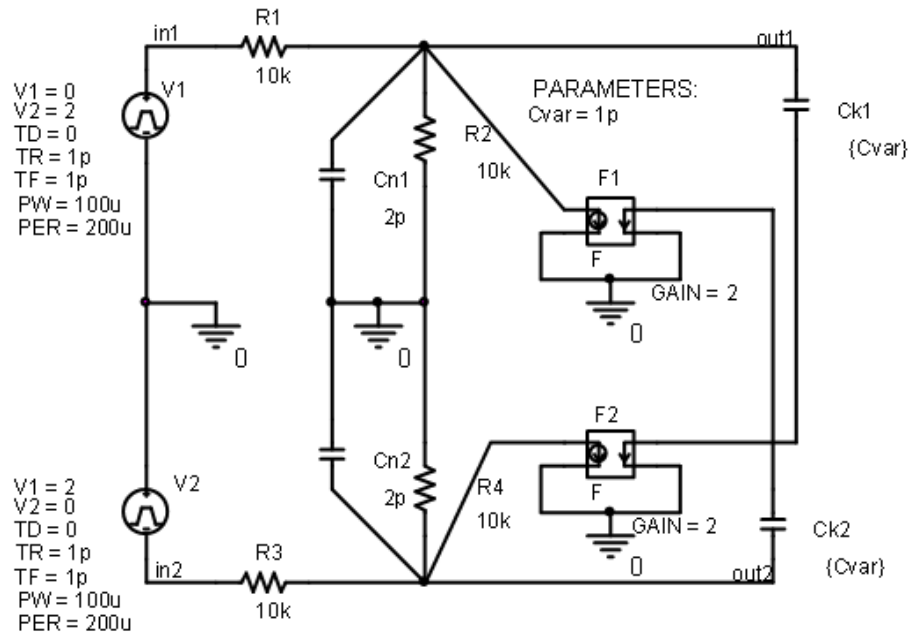 R1
in1
out1
10k
V1
V1 = 0
V2 = 2
TD = 0
TR = 1p
TF = 1p
PW = 100u
PER = 200u
PARAMETERS:
Cvar = 1p
R2
10k
Ck1
{Cvar}
Cn1
2p
F1
F
GAIN = 2
0
0
0
F2
F
GAIN = 2
0
Cn2
2p
R4
10k
V2
V1 = 2
V2 = 0
TD = 0
TR = 1p
TF = 1p
PW = 100u
PER = 200u
in2
R3
10k
out2
Ck2
{Cvar}